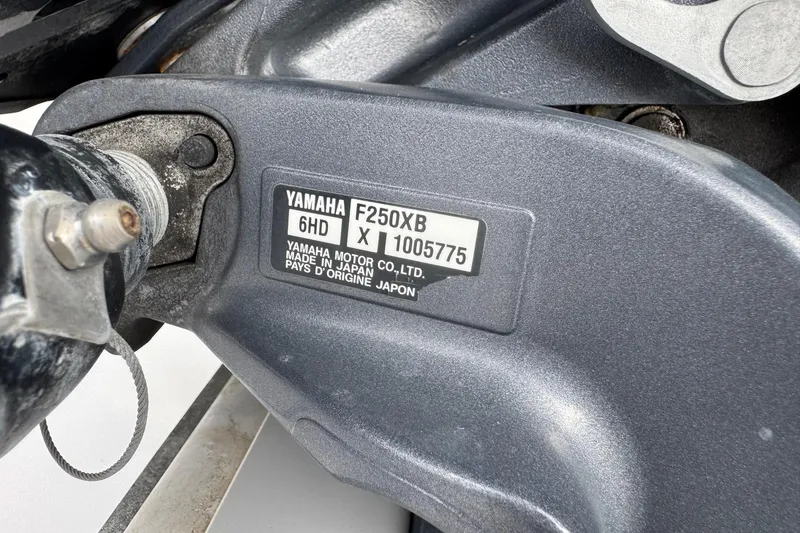 YAMAHA F250XB
6HD X 1005775
YAMAHA MOTOR CO.,LTD.
MADE IN JAPAN
PAYS D'ORIGINE JAPON